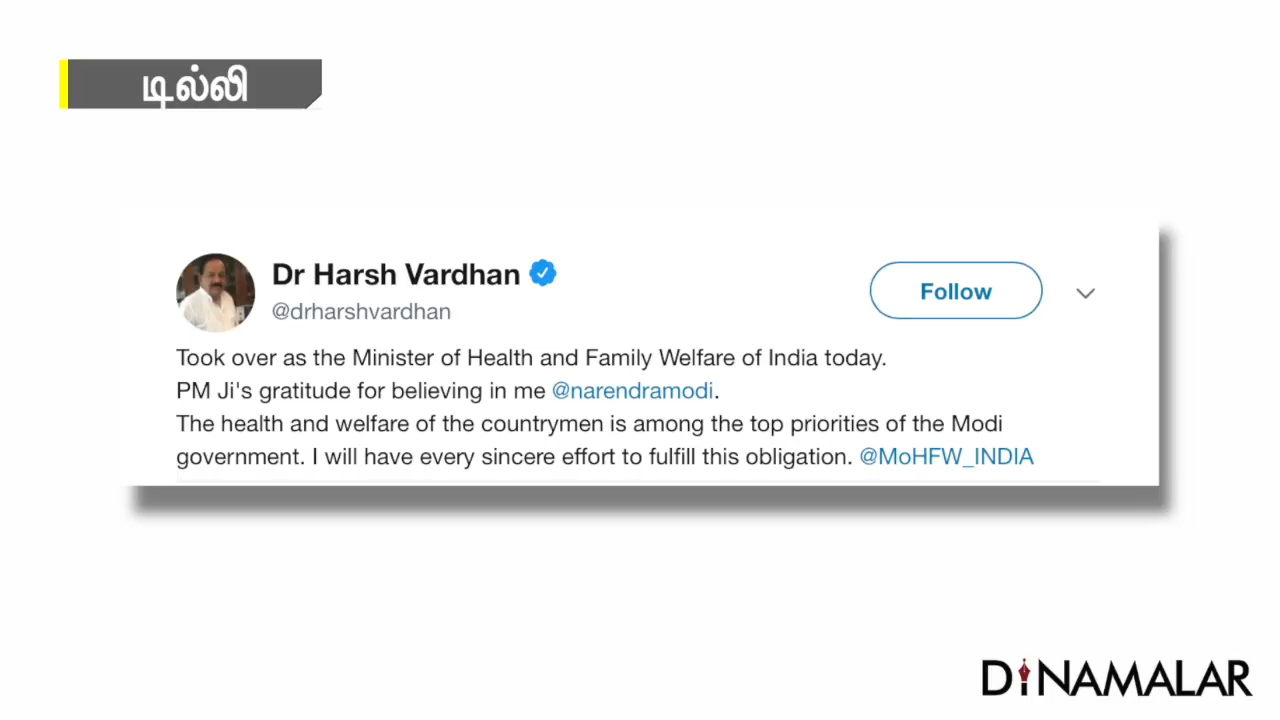 டில்லி
Dr Harsh Vardhan
@drharshvardhan
Follow
Took over as the Minister of Health and Family Welfare of India today.
PM Ji's gratitude for believing in me @narendramodi.
The health and welfare of the countrymen is among the top priorities of the Modi
government. I will have every sincere effort to fulfill this obligation. @MoHFW_INDIA
DINAMALAR